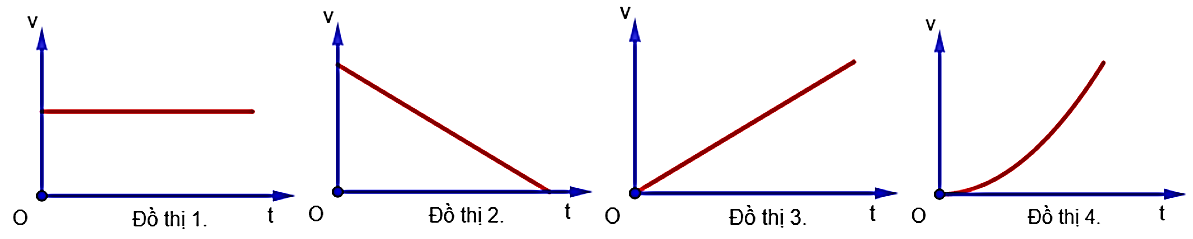 v
O
t
Đồ thị 1.
v
O
t
Đồ thị 2.
v
O
t
Đồ thị 3.
v
O
t
Đồ thị 4.